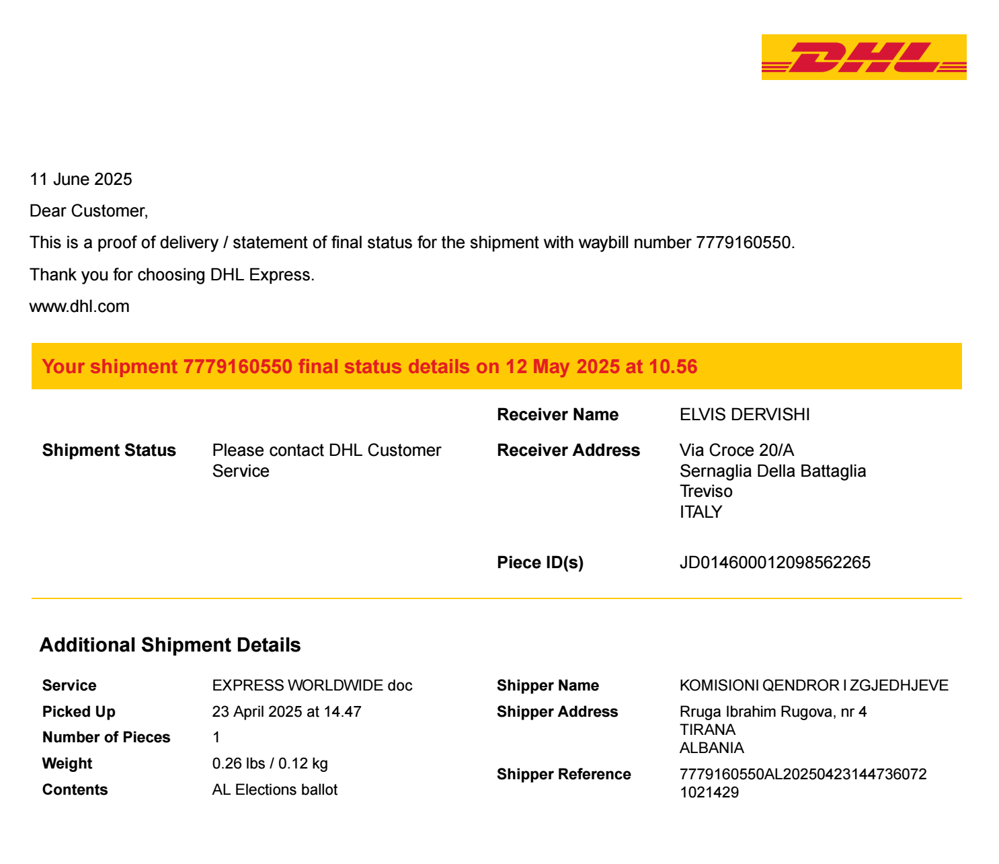 DHL
11 June 2025
Dear Customer,
This is a proof of delivery / statement of final status for the shipment with waybill number 7779160550.
Thank you for choosing DHL Express.
www.dhl.com
Your shipment 7779160550 final status details on 12 May 2025 at 10.56
Receiver Name ELVIS DERVISHI
Shipment Status Please contact DHL Customer Service
Receiver Address Via Croce 20/A
Sernaglia Della Battaglia
Treviso
ITALY
Piece ID(s) JD014600012098562265
Additional Shipment Details
Service EXPRESS WORLDWIDE doc
Picked Up 23 April 2025 at 14.47
Number of Pieces 1
Weight 0.26 lbs / 0.12 kg
Contents AL Elections ballot
Shipper Name KOMISIONI QENDROR I ZGJEDHJEVE
Shipper Address Rruga Ibrahim Rugova, nr 4
TIRANA
ALBANIA
Shipper Reference 7779160550AL20250423144736072
1021429